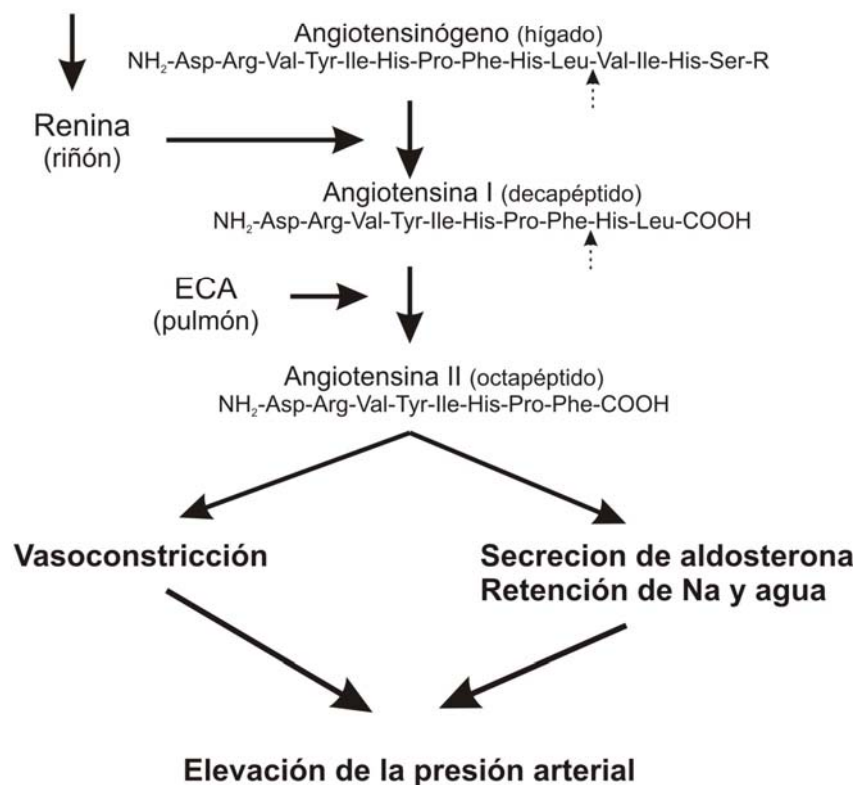 Angiotensinógeno (hígado)
NH₂-Asp-Arg-Val-Tyr-Ile-His-Pro-Phe-His-Leu-Val-Ile-His-Ser-R
Renina
(riñón)
Angiotensina I (decapéptido)
NH₂-Asp-Arg-Val-Tyr-Ile-His-Pro-Phe-His-Leu-COOH
ECA
(pulmón)
Angiotensina II (octapéptido)
NH₂-Asp-Arg-Val-Tyr-Ile-His-Pro-Phe-COOH
Vasoconstricción
Secrecion de aldosterona
Retención de Na y agua
Elevación de la presión arterial